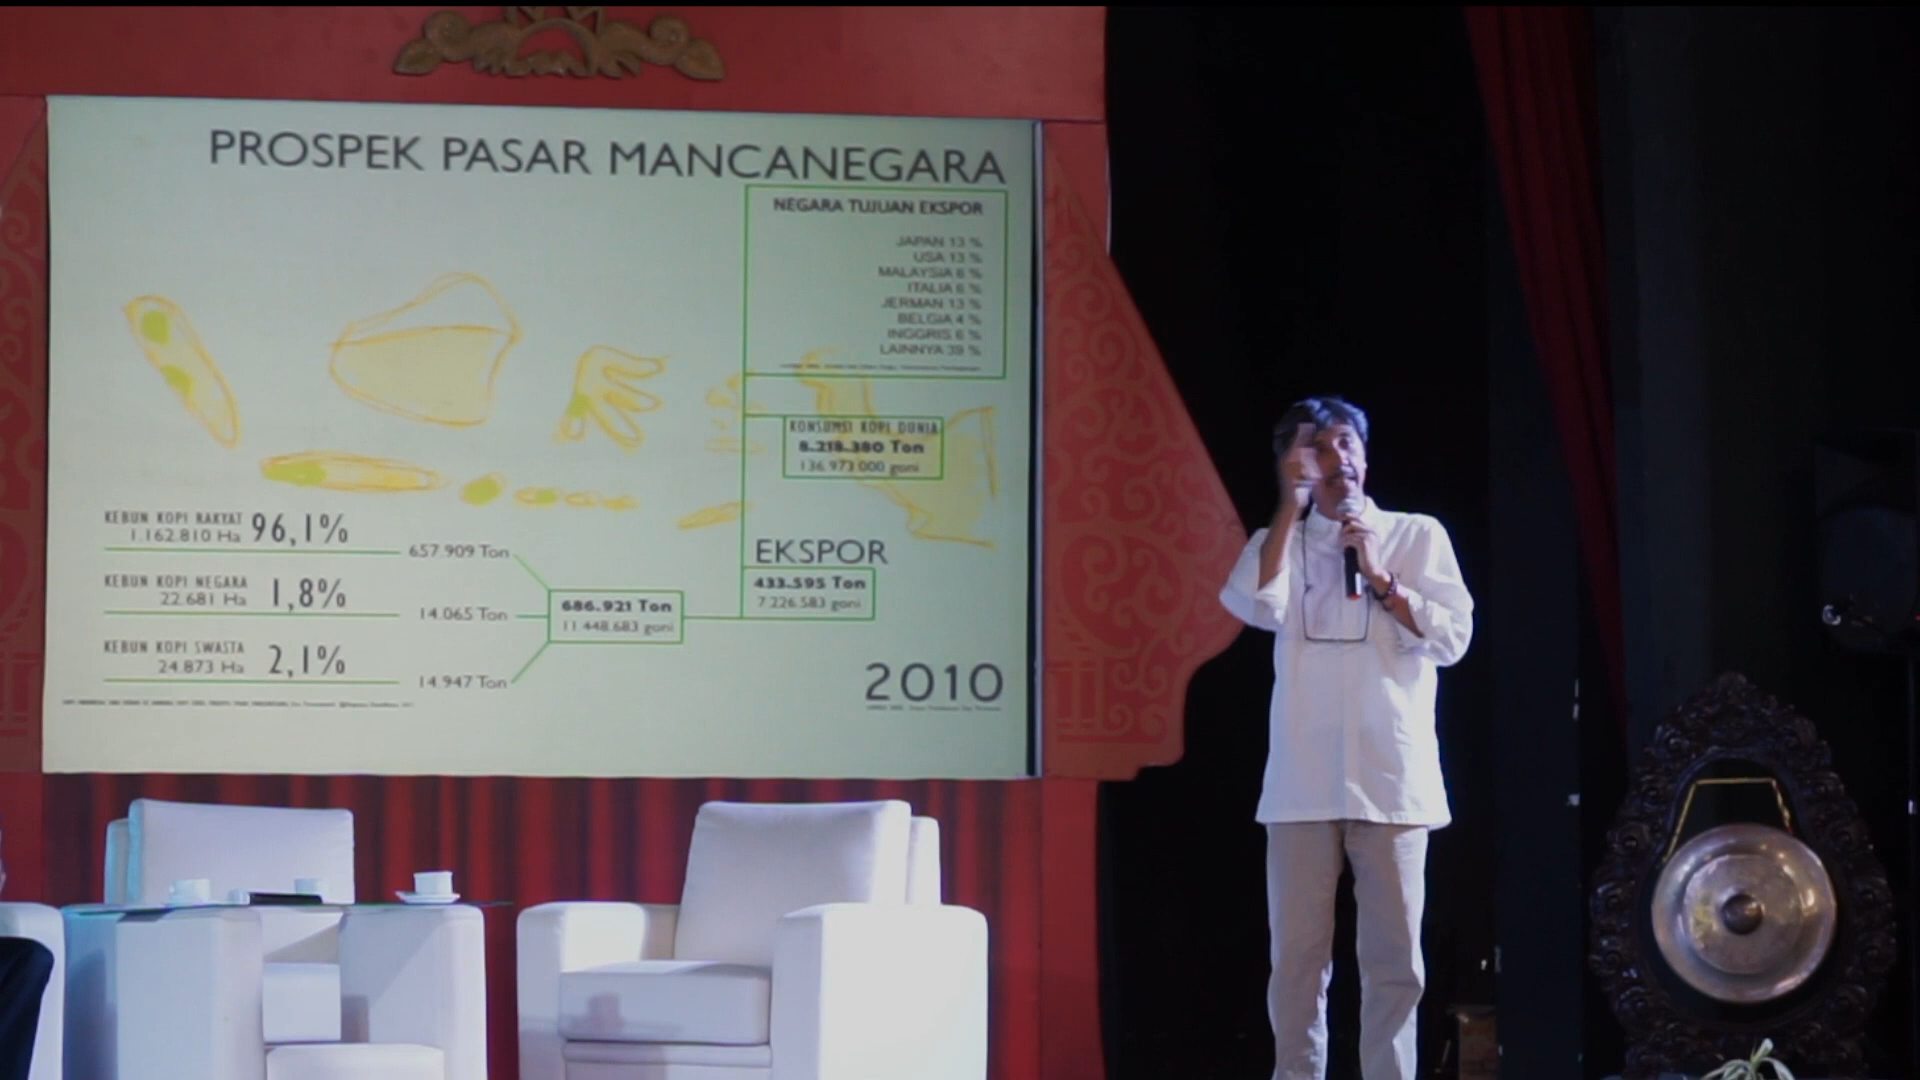 PROSPEK PASAR MANCANEGARA
NEGARA TUJUAN EKSPOR
JAPAN 13 %
USA 13 %
MALAYSIA 6 %
ITALIA 6 %
JERMAN 13 %
BELGIA 4 %
INGGRIS 6 %
LAINNYA 39 %
KONSUMSI KOPI DUNIA
8.218.380 Ton
136.973.000 goni
KEBUN KOPI RAKYAT 96,1%
1.162.810 Ha
657.909 Ton
KEBUN KOPI NEGARA 1,8%
22.681 Ha
14.065 Ton
KEBUN KOPI SWASTA 2,1%
24.873 Ha
14.947 Ton
686.921 Ton
11.448.683 goni
EKSPOR
433.595 Ton
7.226.583 goni
2010